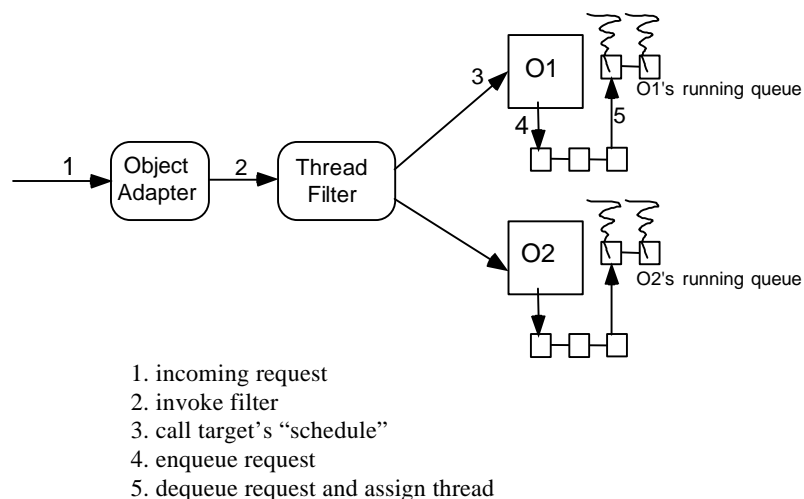 O1
3
O1's running queue
4
5
1
Object
Adapter
2
Thread
Filter
O2
O2's running queue
1. incoming request
2. invoke filter
3. call target's “schedule”
4. enqueue request
5. dequeue request and assign thread